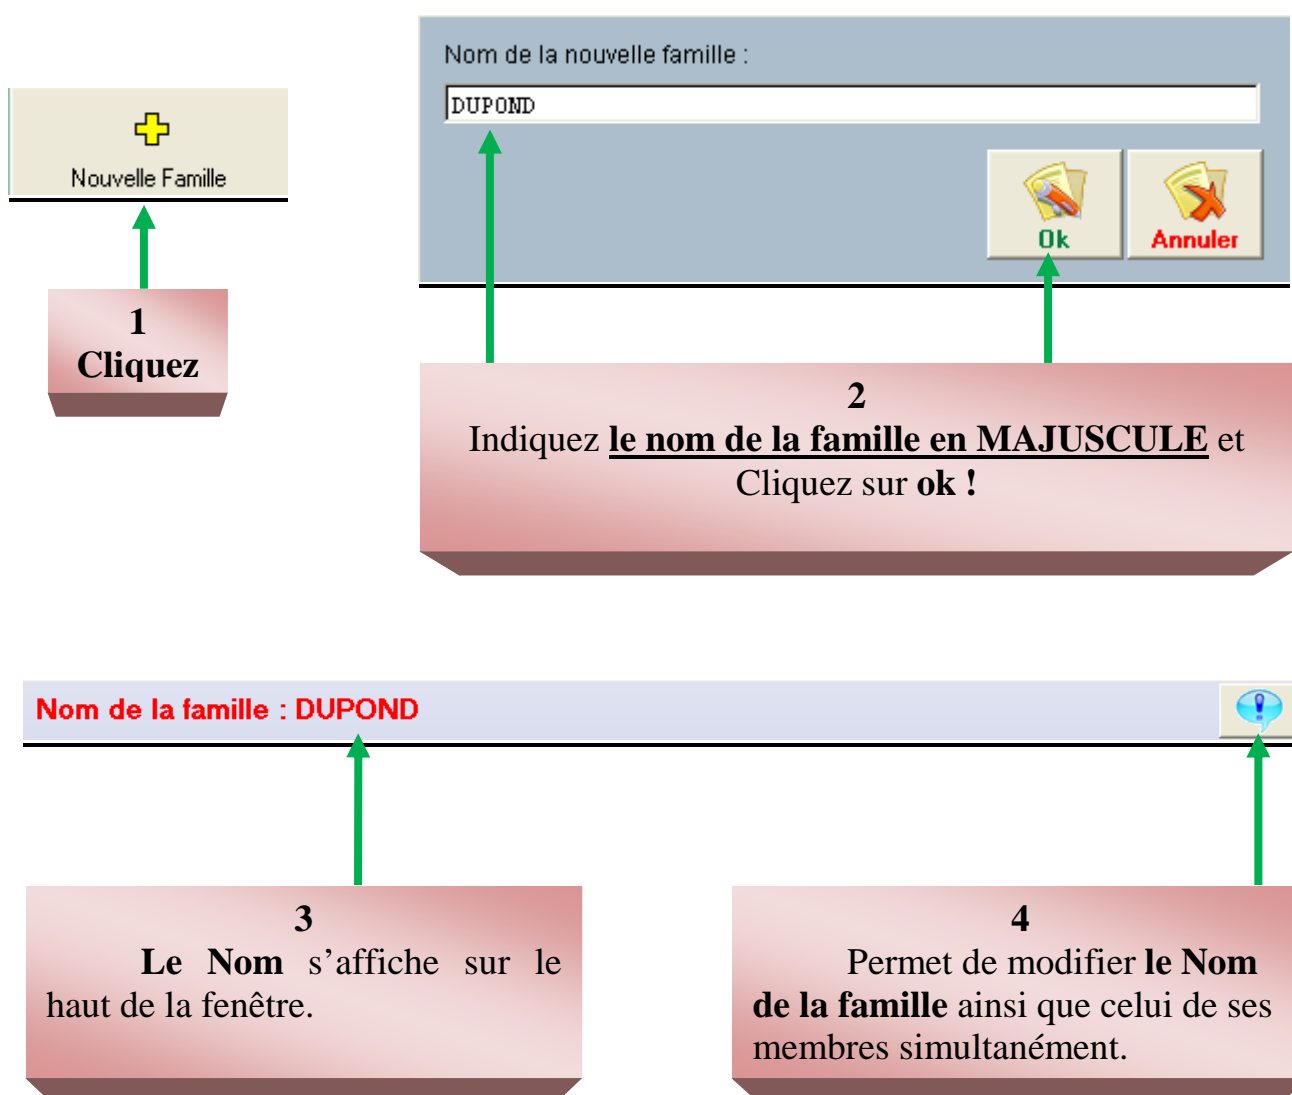 Nom de la nouvelle famille :
DUPOND
Nouvelle Famille
Ok
Annuler
1
Cliquez
2
Indiquez le nom de la famille en MAJUSCULE et
Cliquez sur ok !
Nom de la famille : DUPOND
3
Le Nom s’affiche sur le
haut de la fenêtre.
4
Permet de modifier le Nom
de la famille ainsi que celui de ses
membres simultanément.